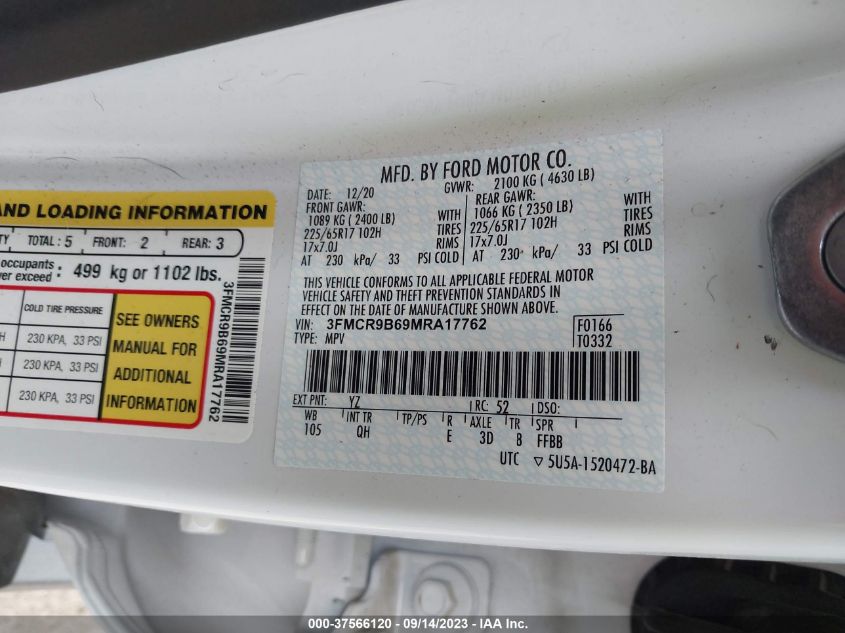 AND LOADING INFORMATION
TOTAL : 5 FRONT: 2 REAR: 3
occupants
exceed : 499 kg or 1102 lbs.
COLD TIRE PRESSURE
230 KPA, 33 PSI
230 KPA, 33 PSI
230 KPA, 33 PSI
SEE OWNERS
MANUAL FOR
ADDITIONAL
INFORMATION
3FMCR9B69MRA17762
MFD. BY FORD MOTOR CO.
DATE: 12/20 GVWR: 2100 KG ( 4630 LB)
FRONT GAWR: WITH REAR GAWR: WITH
1089 KG ( 2400 LB) TIRES 1066 KG ( 2350 LB) TIRES
225/65R17 102H RIMS 225/65R17 102H RIMS
17x7.0J 17x7.0J
AT 230 kPa/ 33 PSI COLD AT 230 kPa/ 33 PSI COLD
THIS VEHICLE CONFORMS TO ALL APPLICABLE FEDERAL MOTOR
VEHICLE SAFETY AND THEFT PREVENTION STANDARDS IN
EFFECT ON THE DATE OF MANUFACTURE SHOWN ABOVE.
VIN: 3FMCR9B69MRA17762 F0166
TYPE: MPV T0332
EXT PNT: YZ RC: 52 DSO:
WB INT TR TP/PS R AXLE TR SPR
105 QH E 3D 8 FFBB
UTC ▽ 5U5A-1520472-BA
000-37566120 - 09/14/2023 - IAA Inc.